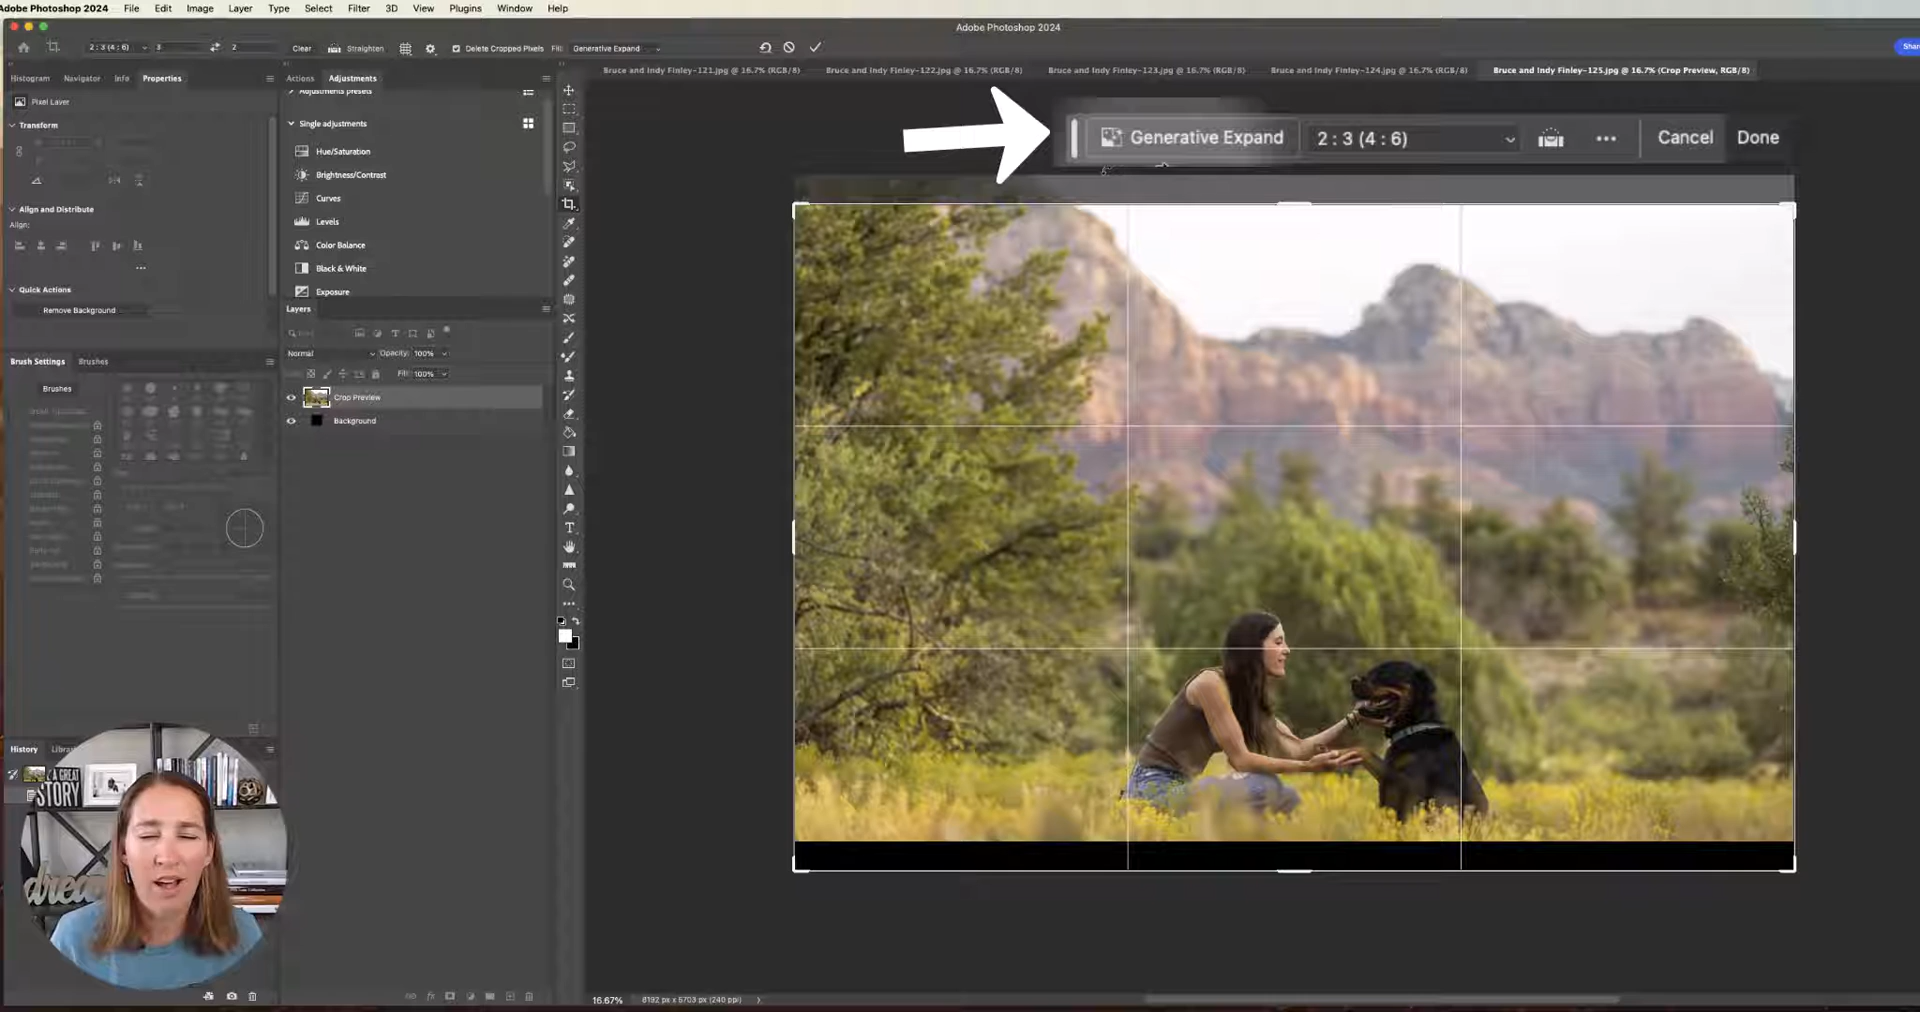 Adobe Photoshop 2024 File Edit Image Layer Type Select Filter 3D View Plugins Window Help
Adobe Photoshop 2024
2 : 3 (4 : 6) 3 2 Clear Straighten Delete Cropped Pixels Fill: Generative Expand
Share
Histogram Navigator Info Properties
Actions Adjustments
Bruce and Indy Finley-121.jpg @ 16.7% (RGB/8) Bruce and Indy Finley-122.jpg @ 16.7% (RGB/8) Bruce and Indy Finley-123.jpg @ 16.7% (RGB/8) Bruce and Indy Finley-124.jpg @ 16.7% (RGB/8) Bruce and Indy Finley-125.jpg @ 16.7% (Crop Preview, RGB/8)
Pixel Layer
Transform
Align and Distribute
Align:
Quick Actions
Remove Background
Adjustments presets
Single adjustments
Hue/Saturation
Brightness/Contrast
Curves
Levels
Color Balance
Black & White
Exposure
Layers
Normal Opacity: 100%
Fill: 100%
Crop Preview
Background
Brush Settings Brushes
Brushes
Generative Expand 2 : 3 (4 : 6) Cancel Done
History
A GREAT
STORY
dream
16.67% 8192 px x 5703 px (240 ppi)